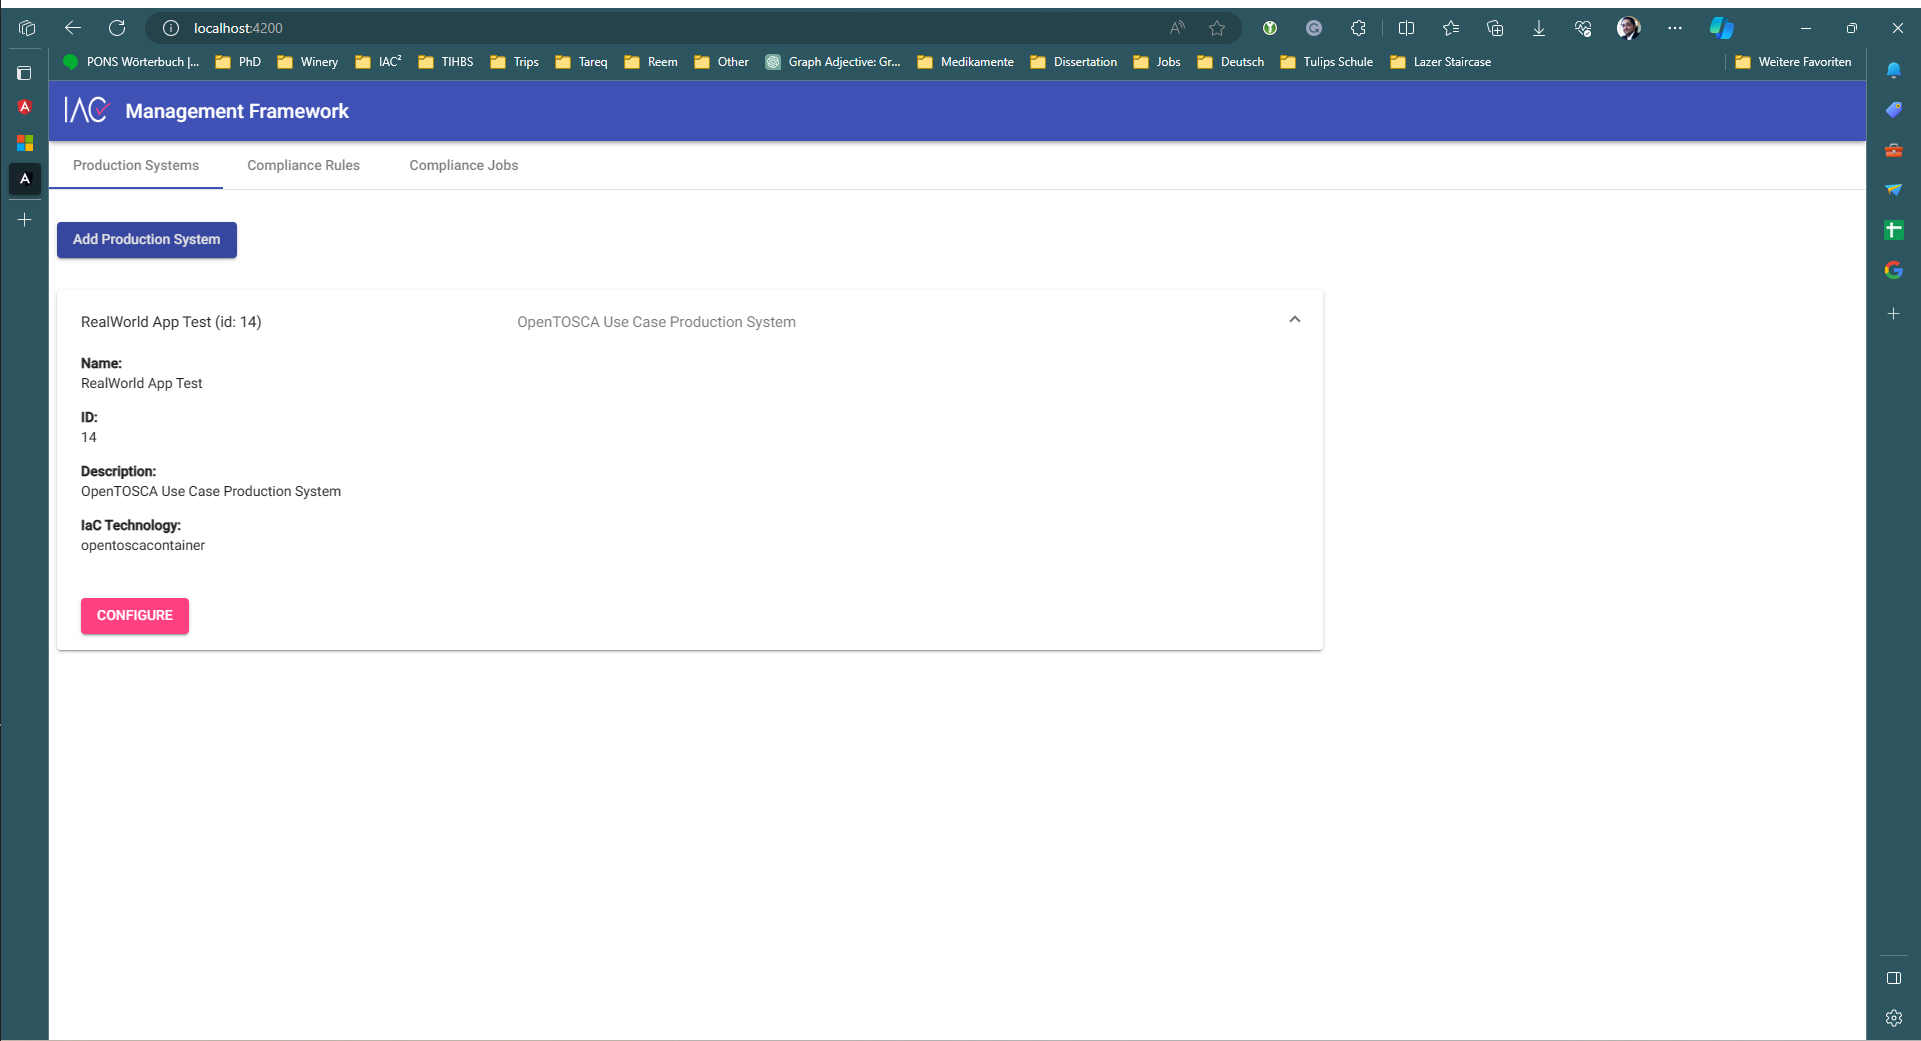 localhost:4200
PONS Wörterbuch |... PhD Winery IAC² TIHBS Trips Tareq Reem Other Graph Adjective: Gr... Medikamente Dissertation Jobs Deutsch Tulips Schule Lazer Staircase Weitere Favoriten
IAC Management Framework
Production Systems Compliance Rules Compliance Jobs
Add Production System
RealWorld App Test (id: 14) OpenTOSCA Use Case Production System
Name:
RealWorld App Test
ID:
14
Description:
OpenTOSCA Use Case Production System
IaC Technology:
opentoscacontainer
CONFIGURE